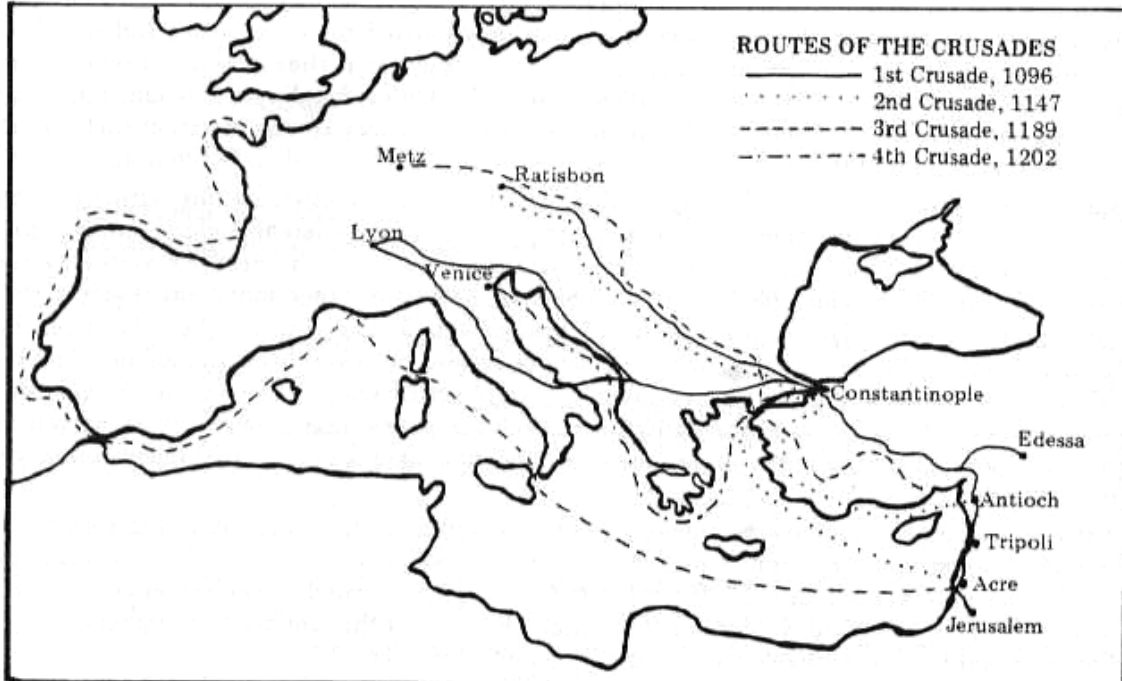 ROUTES OF THE CRUSADES
1st Crusade, 1096
2nd Crusade, 1147
3rd Crusade, 1189
4th Crusade, 1202
Metz
Ratisbon
Lyon
Venice
Constantinople
Edessa
Antioch
Tripoli
Acre
Jerusalem